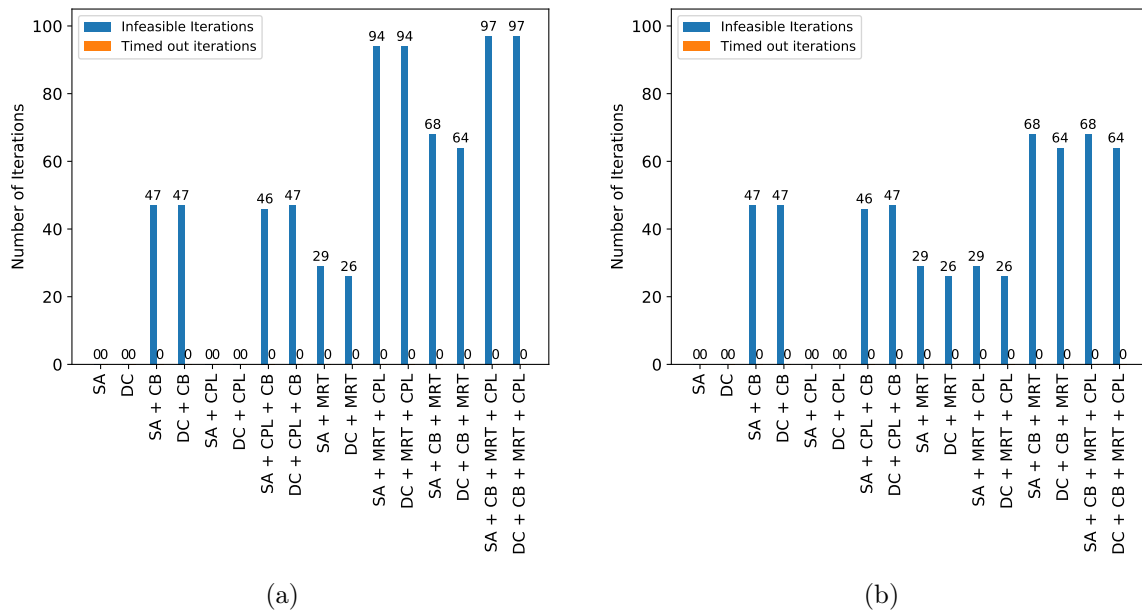 Infeasible Iterations
Timed out iterations
Number of Iterations
0
20
40
60
80
100
00
00
47
0
47
0
00
00
46
0
47
0
29
0
26
0
94
0
94
0
68
0
64
0
97
0
97
0
SA
DC
SA + CB
DC + CB
SA + CPL
DC + CPL
SA + CPL + CB
DC + CPL + CB
SA + MRT
DC + MRT
SA + MRT + CPL
DC + MRT + CPL
SA + CB + MRT
DC + CB + MRT
SA + CB + MRT + CPL
DC + CB + MRT + CPL
(a)
Infeasible Iterations
Timed out iterations
Number of Iterations
0
20
40
60
80
100
00
00
47
0
47
0
00
00
46
0
47
0
29
0
26
0
29
0
26
0
68
0
64
0
68
0
64
0
SA
DC
SA + CB
DC + CB
SA + CPL
DC + CPL
SA + CPL + CB
DC + CPL + CB
SA + MRT
DC + MRT
SA + MRT + CPL
DC + MRT + CPL
SA + CB + MRT
DC + CB + MRT
SA + CB + MRT + CPL
DC + CB + MRT + CPL
(b)